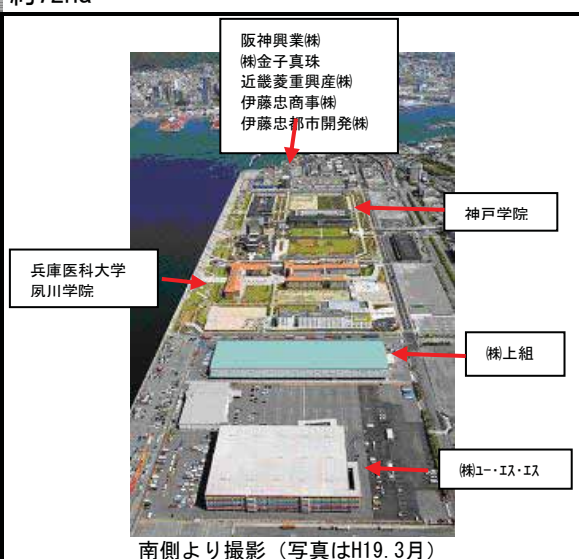 約72ha
阪神興業㈱
㈱金子真珠
近畿菱重興産㈱
伊藤忠商事㈱
伊藤忠都市開発㈱
神戸学院
兵庫医科大学
夙川学院
㈱上組
㈱ユー・エス・エス
南側より撮影（写真はH19.3月）